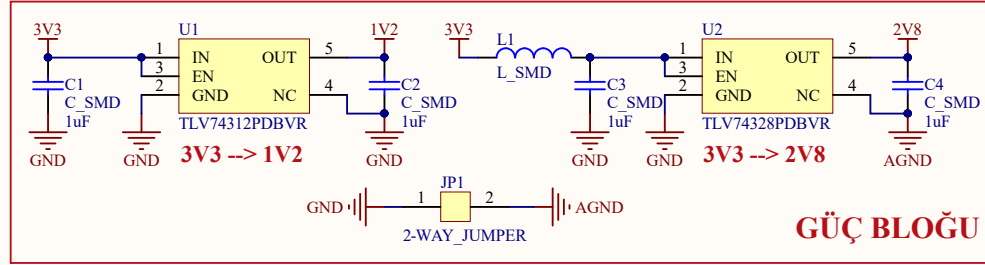 3V3
U1
1V2
1 IN OUT 5
3 EN
2 GND NC 4
C1
C_SMD
1uF
C2
C_SMD
1uF
TLV74312PDBVR
GND
GND
GND
3V3 --> 1V2
3V3
L1
L_SMD
U2
2V8
1 IN OUT 5
3 EN
2 GND NC 4
C3
C_SMD
1uF
C4
C_SMD
1uF
TLV74328PDBVR
GND
GND
AGND
3V3 --> 2V8
JP1
GND 1 2 AGND
2-WAY_JUMPER
GÜÇ BLOĞU